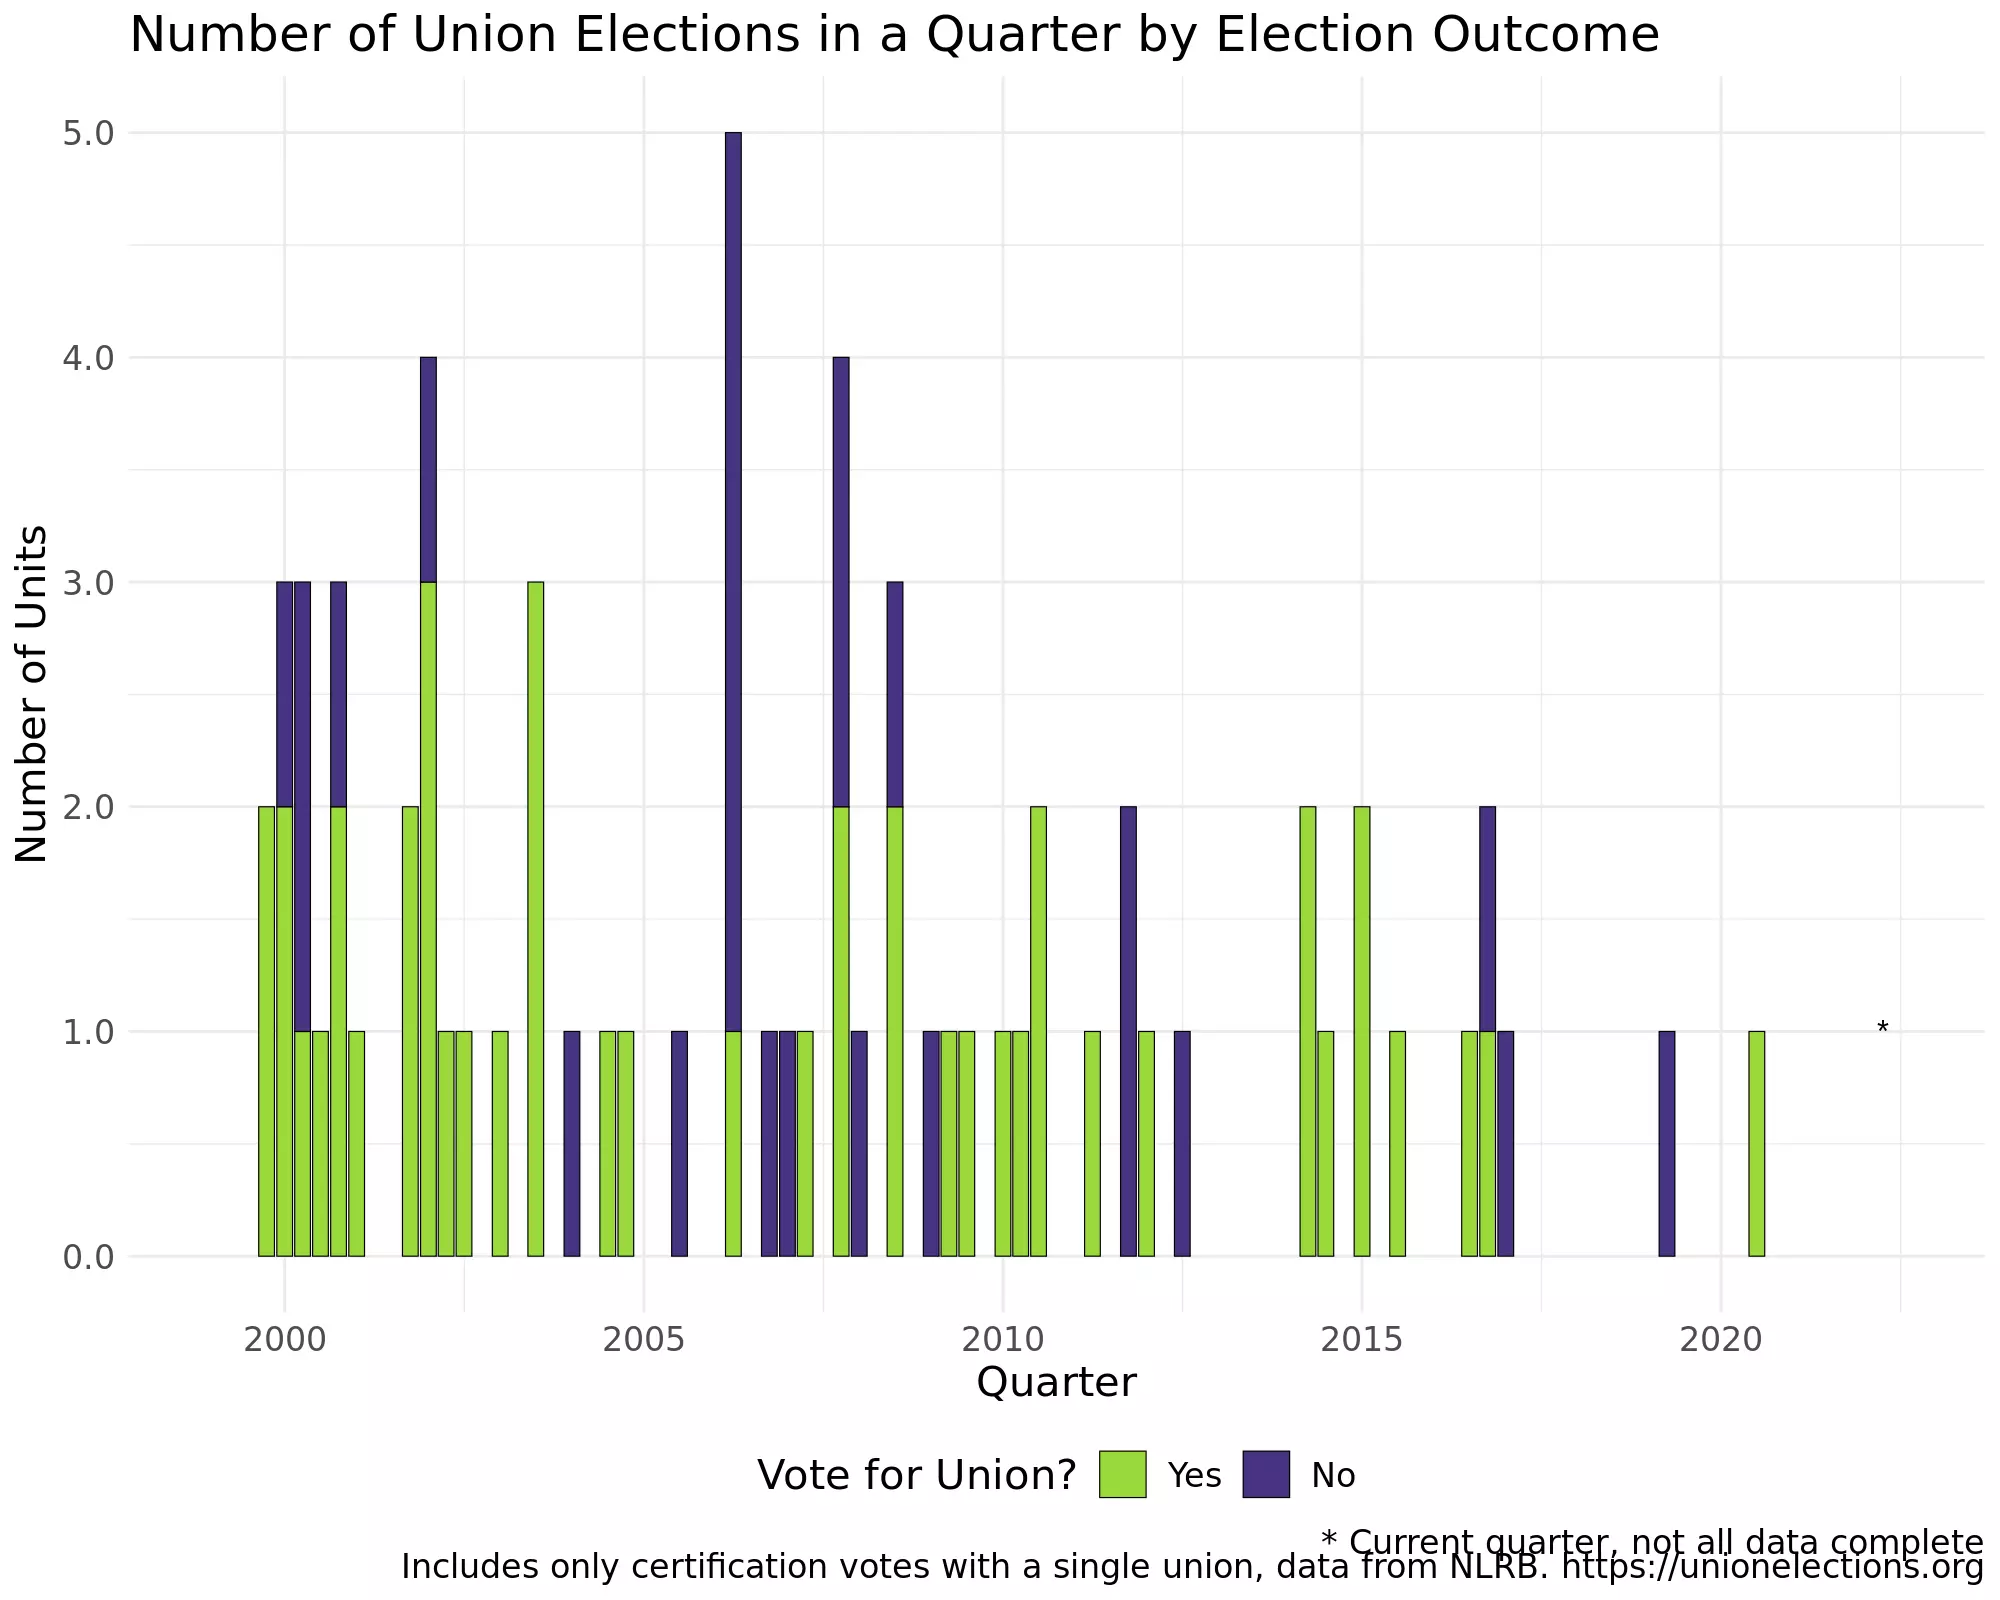 Number of Union Elections in a Quarter by Election Outcome
5.0
4.0
3.0
2.0
1.0
0.0
Number of Units
*
2000 2005 2010 2015 2020
Quarter
Vote for Union? Yes No
* Current quarter, not all data complete
Includes only certification votes with a single union, data from NLRB. https://unionelections.org